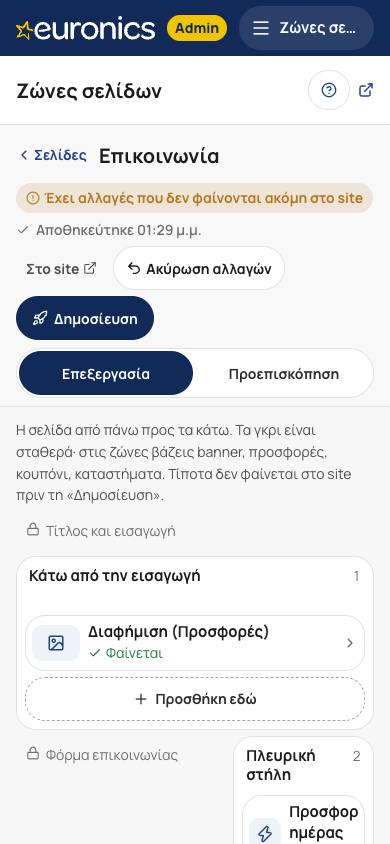 euronics Admin Ζώνες σε...
Ζώνες σελίδων
Σελίδες Επικοινωνία
Έχει αλλαγές που δεν φαίνονται ακόμη στο site
Αποθηκεύτηκε 01:29 μ.μ.
Στο site Ακύρωση αλλαγών
Δημοσίευση
Επεξεργασία Προεπισκόπηση
Η σελίδα από πάνω προς τα κάτω. Τα γκρι είναι
σταθερά· στις ζώνες βάζεις banner, προσφορές,
κουπόνι, καταστήματα. Τίποτα δεν φαίνεται στο site
πριν τη «Δημοσίευση».
Τίτλος και εισαγωγή
Κάτω από την εισαγωγή 1
Διαφήμιση (Προσφορές)
Φαίνεται
Προσθήκη εδώ
Φόρμα επικοινωνίας
Πλευρική 2
στήλη
Προσφορ
ημέρας